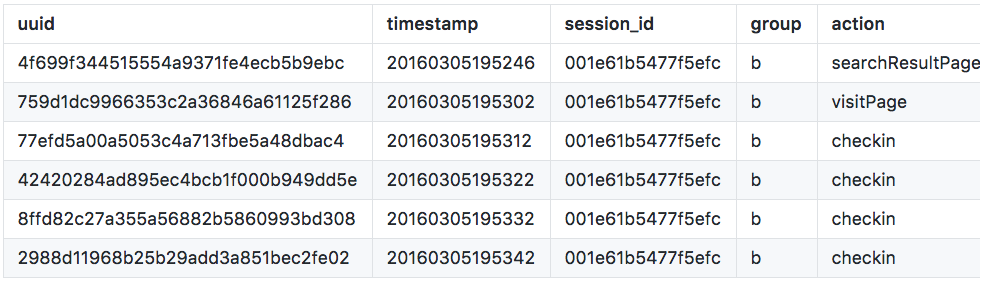 uuid timestamp session_id group action
4f699f344515554a9371fe4ecb5b9ebc 20160305195246 001e61b5477f5efc b searchResultPage
759d1dc9966353c2a36846a61125f286 20160305195302 001e61b5477f5efc b visitPage
77efd5a00a5053c4a713fbe5a48dbac4 20160305195312 001e61b5477f5efc b checkin
42420284ad895ec4bcb1f000b949dd5e 20160305195322 001e61b5477f5efc b checkin
8ffd82c27a355a56882b5860993bd308 20160305195332 001e61b5477f5efc b checkin
2988d11968b25b29add3a851bec2fe02 20160305195342 001e61b5477f5efc b checkin